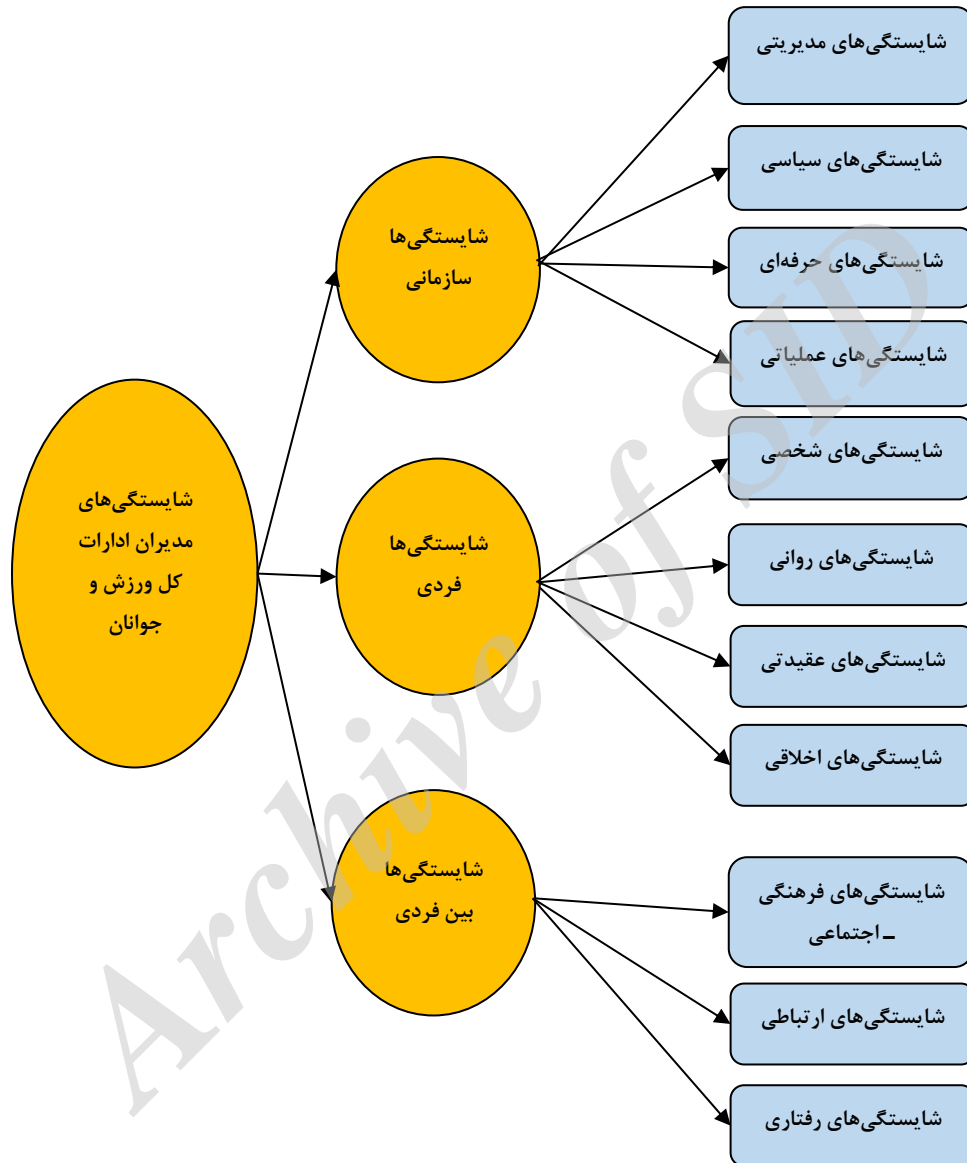 شایستگی‌های
مدیران ادارات
کل ورزش و
جوانان
شایستگی‌ها
سازمانی
شایستگی‌ها
فردی
شایستگی‌ها
بین فردی
شایستگی‌های مدیریتی
شایستگی‌های سیاسی
شایستگی‌های حرفه‌ای
شایستگی‌های عملیاتی
شایستگی‌های شخصی
شایستگی‌های روانی
شایستگی‌های عقیدتی
شایستگی‌های اخلاقی
شایستگی‌های فرهنگی
ـ اجتماعی
شایستگی‌های ارتباطی
شایستگی‌های رفتاری
Archive of SID